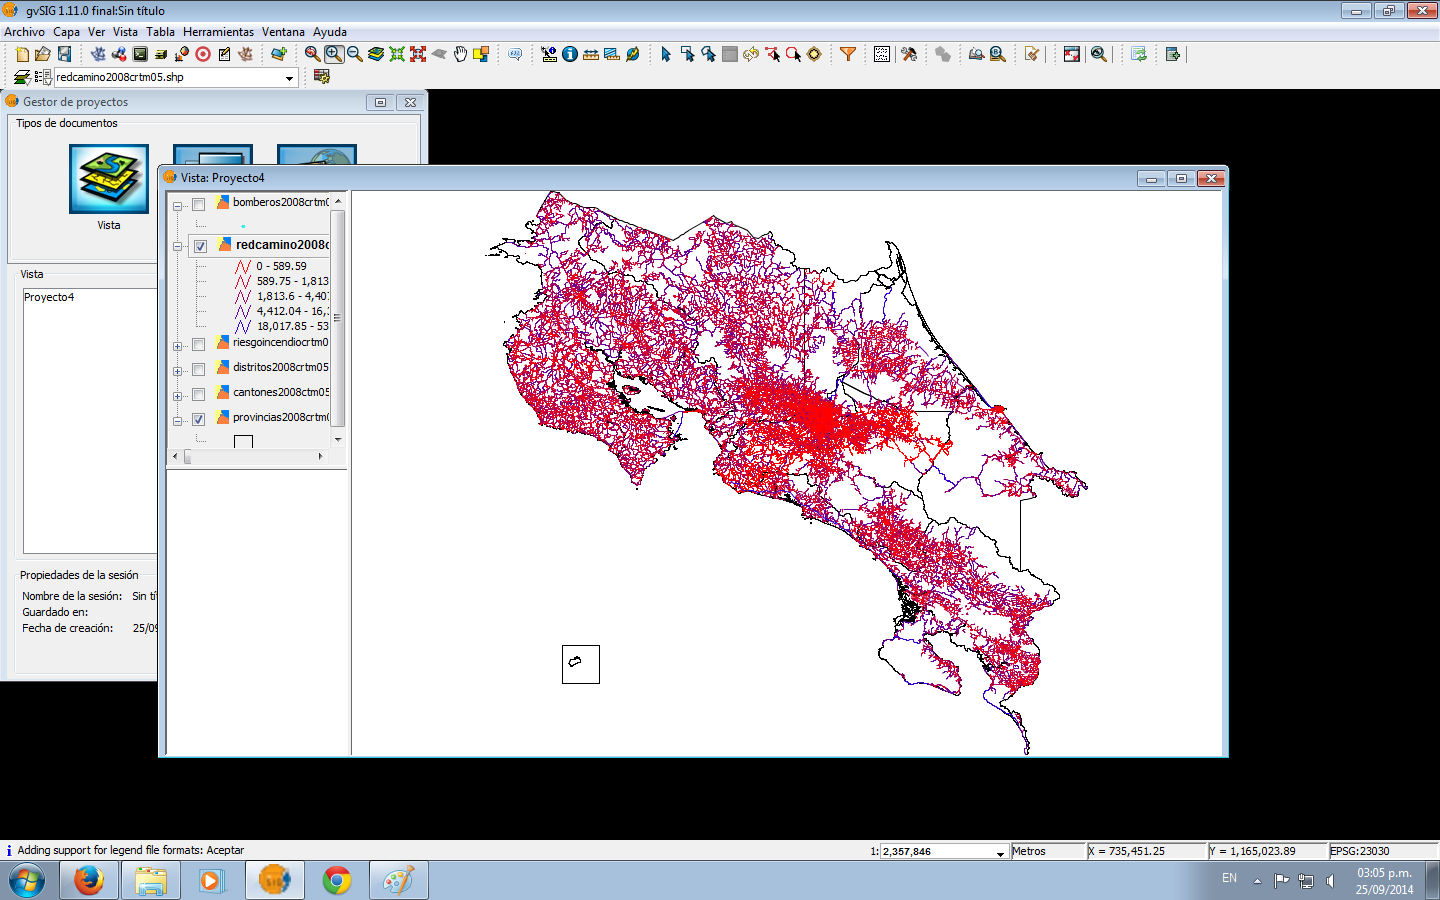 gvSIG 1.11.0 final:Sin título
Archivo Capa Ver Vista Tabla Herramientas Ventana Ayuda
redcamino2008crtm05.shp
Gestor de proyectos
Tipos de documentos
Vista
Vista
Proyecto4
Propiedades de la sesión
Nombre de la sesión: Sin tí
Guardado en:
Fecha de creación: 25/09
Vista: Proyecto4
bomberos2008crtm0
redcamino2008c
0 - 589.59
589.75 - 1,813
1,813.6 - 4,407
4,412.04 - 16,
18,017.85 - 53
riesgoincendiocrtm0
distritos2008crtm05
cantones2008crtm05
provincias2008crtm0
Adding support for legend file formats: Aceptar
1: 2,357,846
Metros
X = 735,451.25
Y = 1,165,023.89
EPSG:23030
EN
03:05 p.m.
25/09/2014